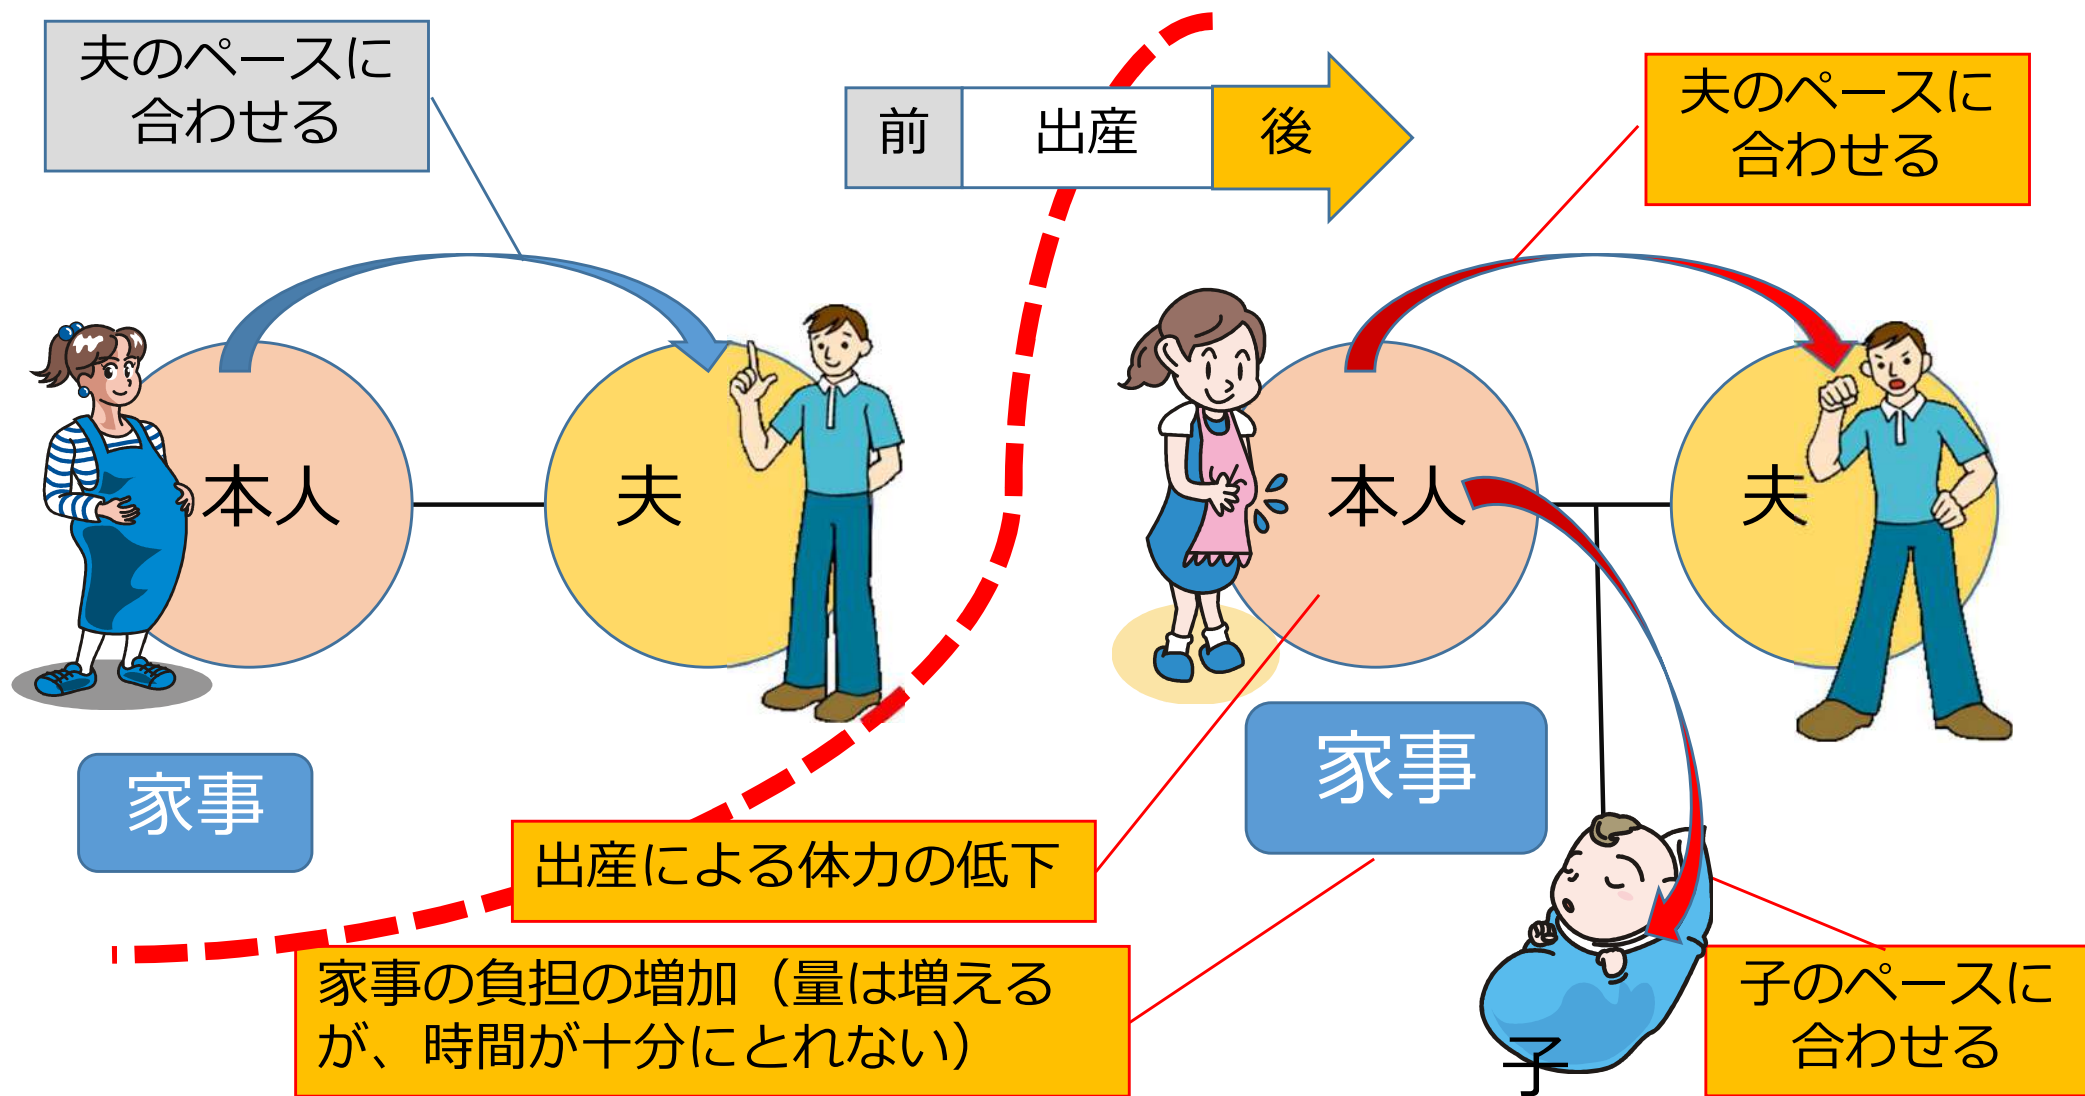 夫のペースに
合わせる
前
出産
後
夫のペースに
合わせる
本人
夫
本人
夫
家事
家事
出産による体力の低下
家事の負担の増加（量は増える
が、時間が十分にとれない）
子
子のペースに
合わせる